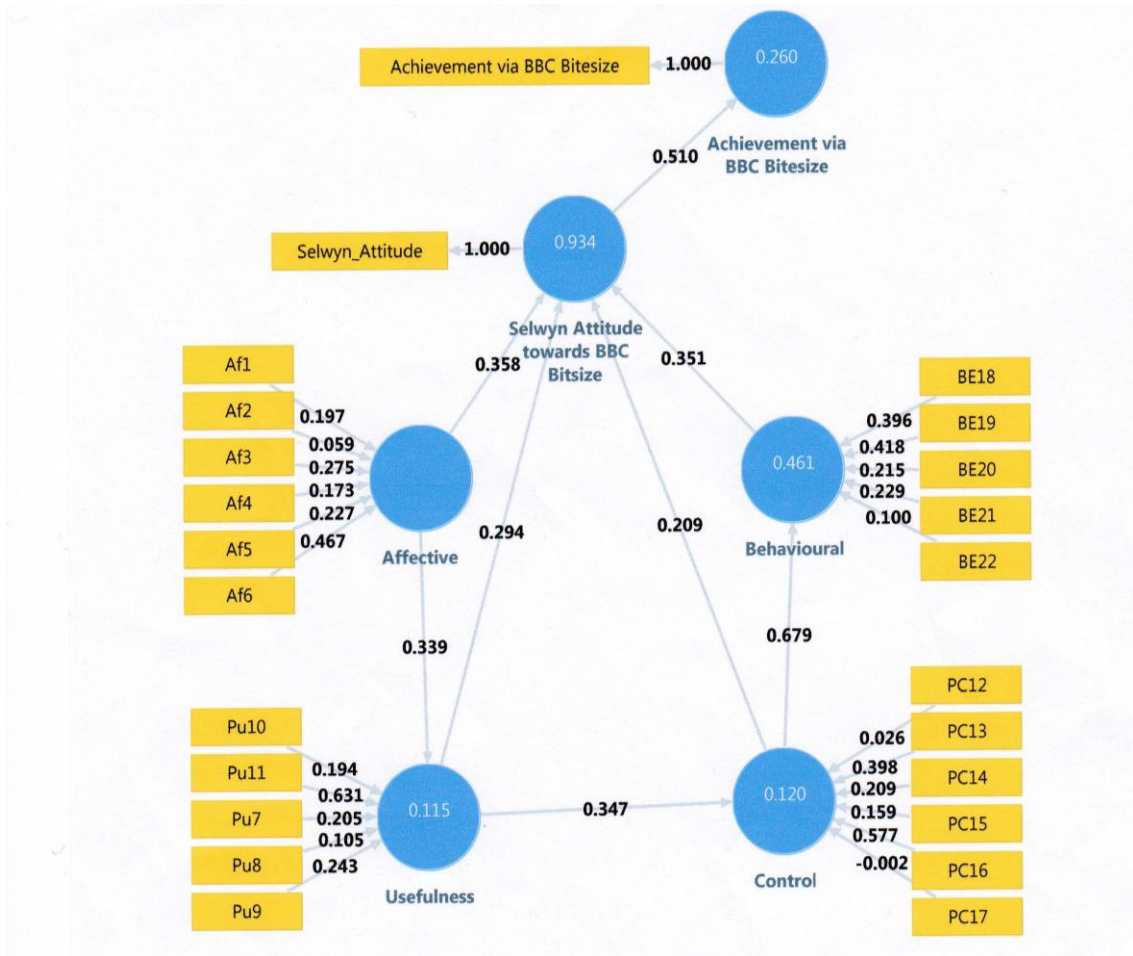 Achievement via BBC Bitesize
1.000
0.260
Achievement via
BBC Bitesize
0.510
Selwyn_Attitude
1.000
0.934
Selwyn Attitude
towards BBC
Bitsize
0.358
0.351
0.294
0.209
Af1
Af2
Af3
Af4
Af5
Af6
0.197
0.059
0.275
0.173
0.227
0.467
Affective
BE18
BE19
BE20
BE21
BE22
0.396
0.418
0.215
0.229
0.100
0.461
Behavioural
0.339
0.679
Pu10
Pu11
Pu7
Pu8
Pu9
0.194
0.631
0.205
0.105
0.243
0.115
Usefulness
0.347
PC12
PC13
PC14
PC15
PC16
PC17
0.026
0.398
0.209
0.159
0.577
-0.002
0.120
Control